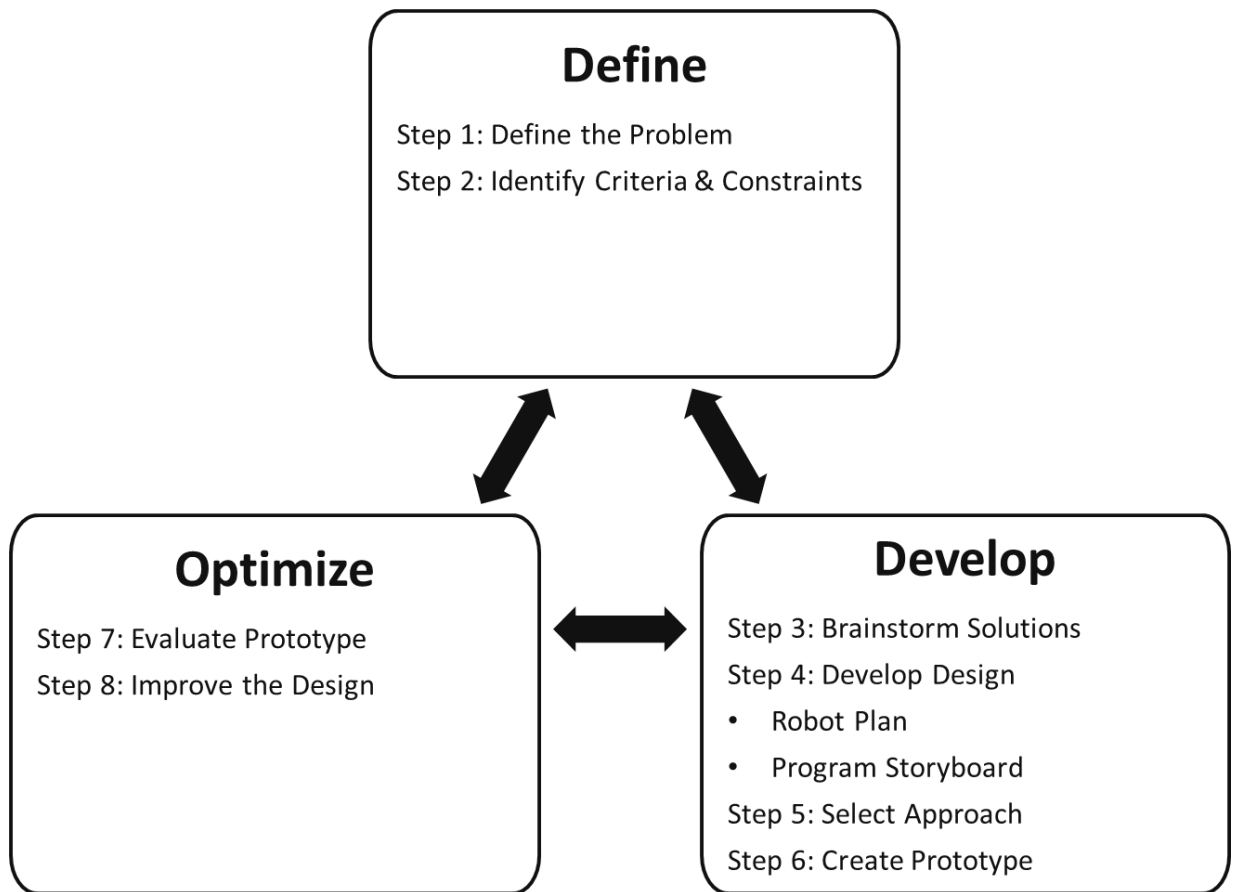 Define
Step 1: Define the Problem
Step 2: Identify Criteria & Constraints
Optimize
Step 7: Evaluate Prototype
Step 8: Improve the Design
Develop
Step 3: Brainstorm Solutions
Step 4: Develop Design
• Robot Plan
• Program Storyboard
Step 5: Select Approach
Step 6: Create Prototype